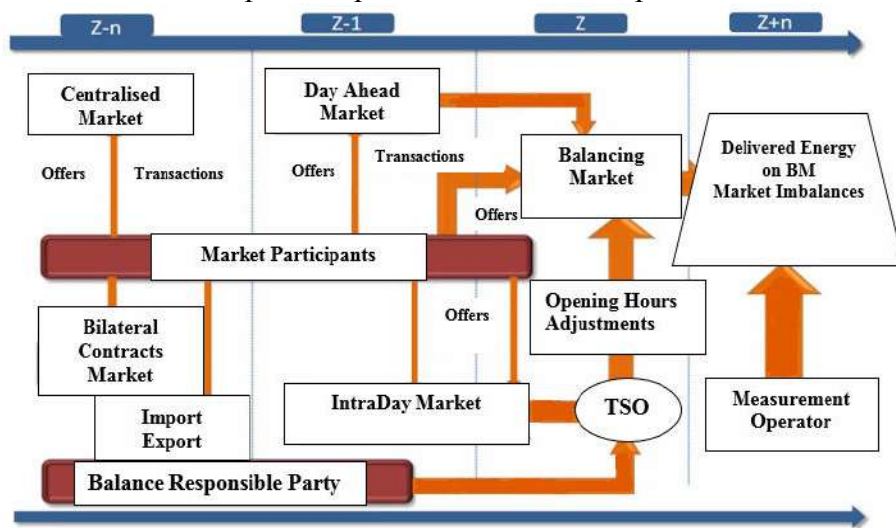 Z-n
Z-1
Z
Z+n
Centralised
Market
Day Ahead
Market
Balancing
Market
Delivered Energy
on BM
Market Imbalances
Offers
Transactions
Offers
Transactions
Offers
Market Participants
Offers
Opening Hours
Adjustments
Bilateral
Contracts
Market
Import
Export
IntraDay Market
TSO
Measurement
Operator
Balance Responsible Party